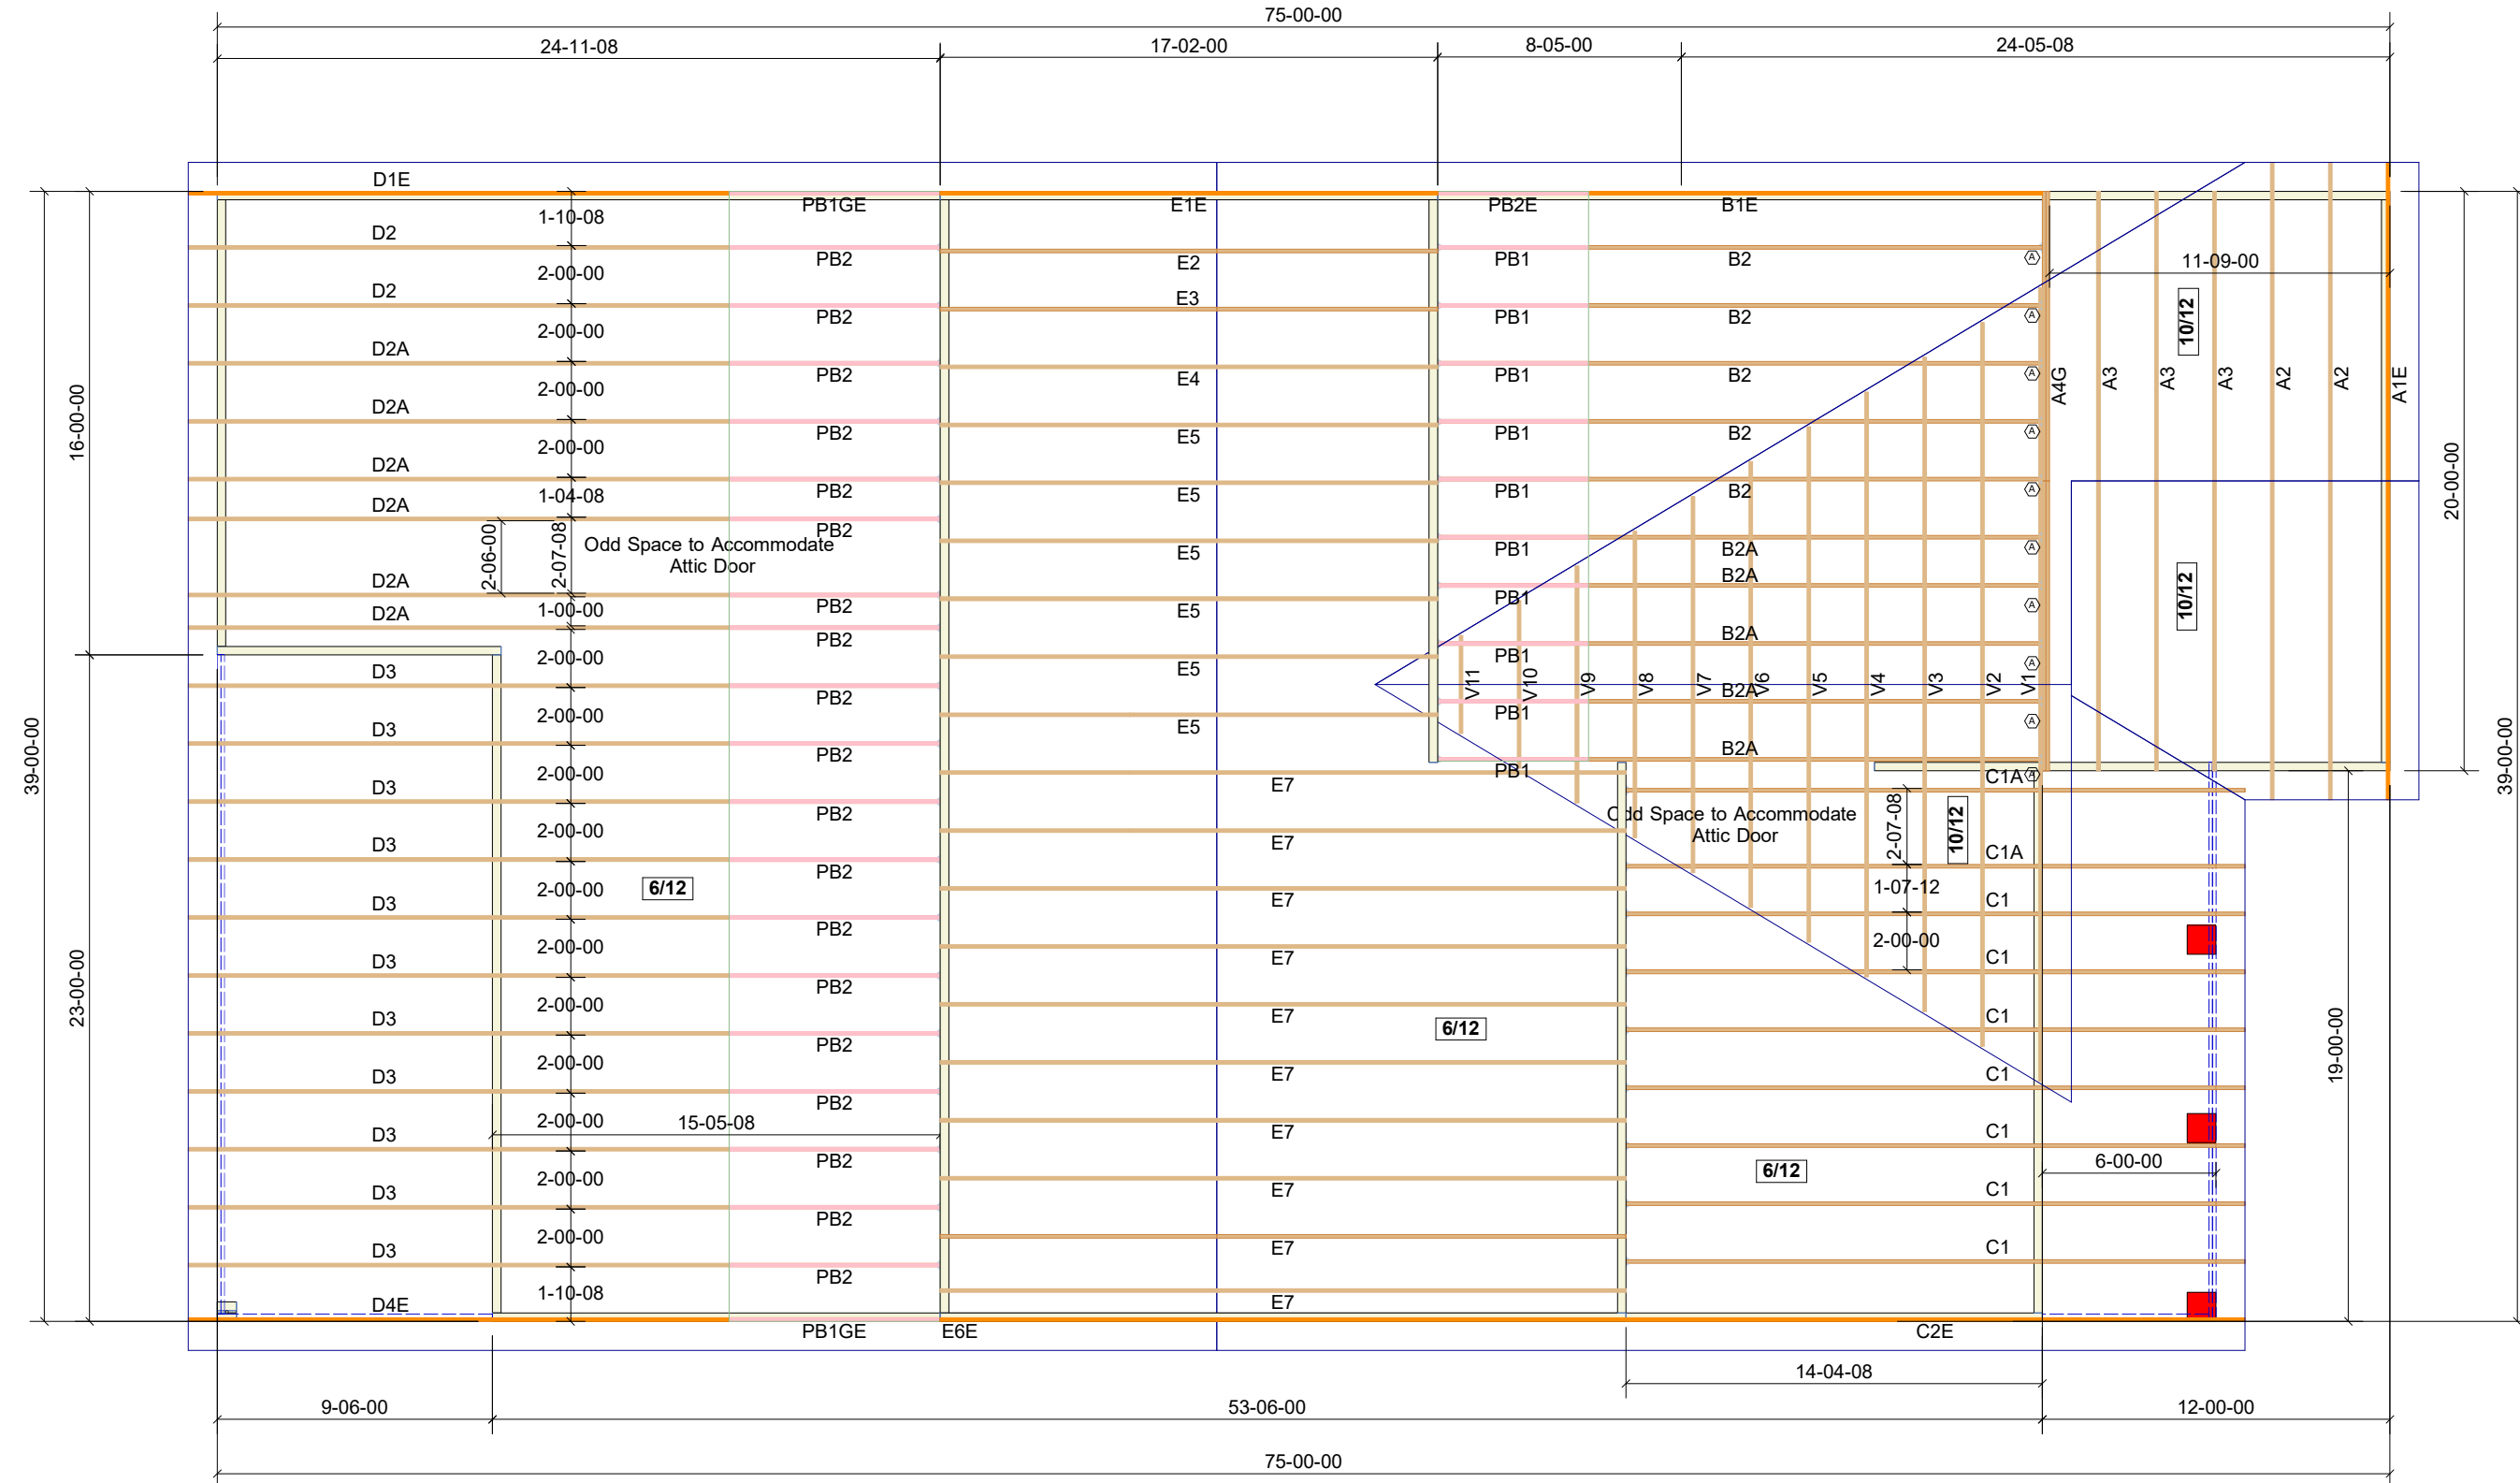 75-00-00
24-11-08 17-02-00 8-05-00 24-05-08
D1E
PB1GE E1E PB2E B1E
1-10-08
D2
PB2 E2 PB1 B2 A
11-09-00
2-00-00
D2
E3
PB2 PB1 B2 A
10/12
2-00-00
D2A
PB2 E4 PB1 B2 A
A4G A3 A3 A3 A2 A2 A1E
2-00-00
16-00-00
D2A
PB2 E5 PB1 B2 A
2-00-00
20-00-00
D2A
PB2 E5 PB1 B2 A
1-04-08
D2A
PB2
2-06-00
2-07-08
Odd Space to Accommodate
Attic Door
E5 PB1 B2A A
10/12
D2A
B2A
PB2 E5 PB1 A
1-00-00
D2A
PB2
B2A
2-00-00
E5 PB1 A
D3
V11 V10 V9 V8 V7 V6 V5 V4 V3 V2 V1
PB2 B2A
2-00-00
E5 PB1 A
39-00-00
D3
PB2
B2A
39-00-00
2-00-00
E7 PB1 C1A A
D3
PB2
Odd Space to Accommodate
Attic Door
2-07-08
10/12
2-00-00
D3
E7
C1A
PB2
6/12
2-00-00
1-07-12
D3
E7 C1
PB2
23-00-00
2-00-00
2-00-00
D3
E7 C1
PB2
2-00-00
D3
E7 C1
6/12
PB2
19-00-00
2-00-00
D3
E7 C1
PB2
2-00-00
15-05-08
D3
E7 C1
PB2
6/12
6-00-00
2-00-00
D3
E7 C1
PB2
2-00-00
D3
E7 C1
PB2
1-10-08
D4E
E7
PB1GE E6E C2E
14-04-08
9-06-00 53-06-00 12-00-00
75-00-00